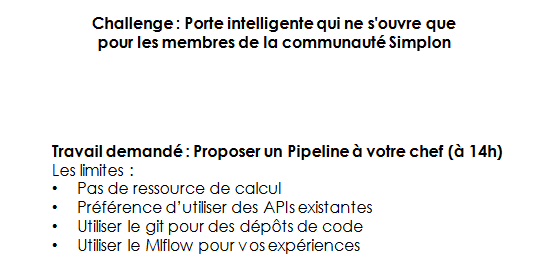 Challenge : Porte intelligente qui ne s'ouvre que
pour les membres de la communauté Simplon
Travail demandé : Proposer un Pipeline à votre chef (à 14h)
Les limites :
• Pas de ressource de calcul
• Préférence d'utiliser des APIs existantes
• Utiliser le git pour des dépôts de code
• Utiliser le Mlflow pour vos expériences